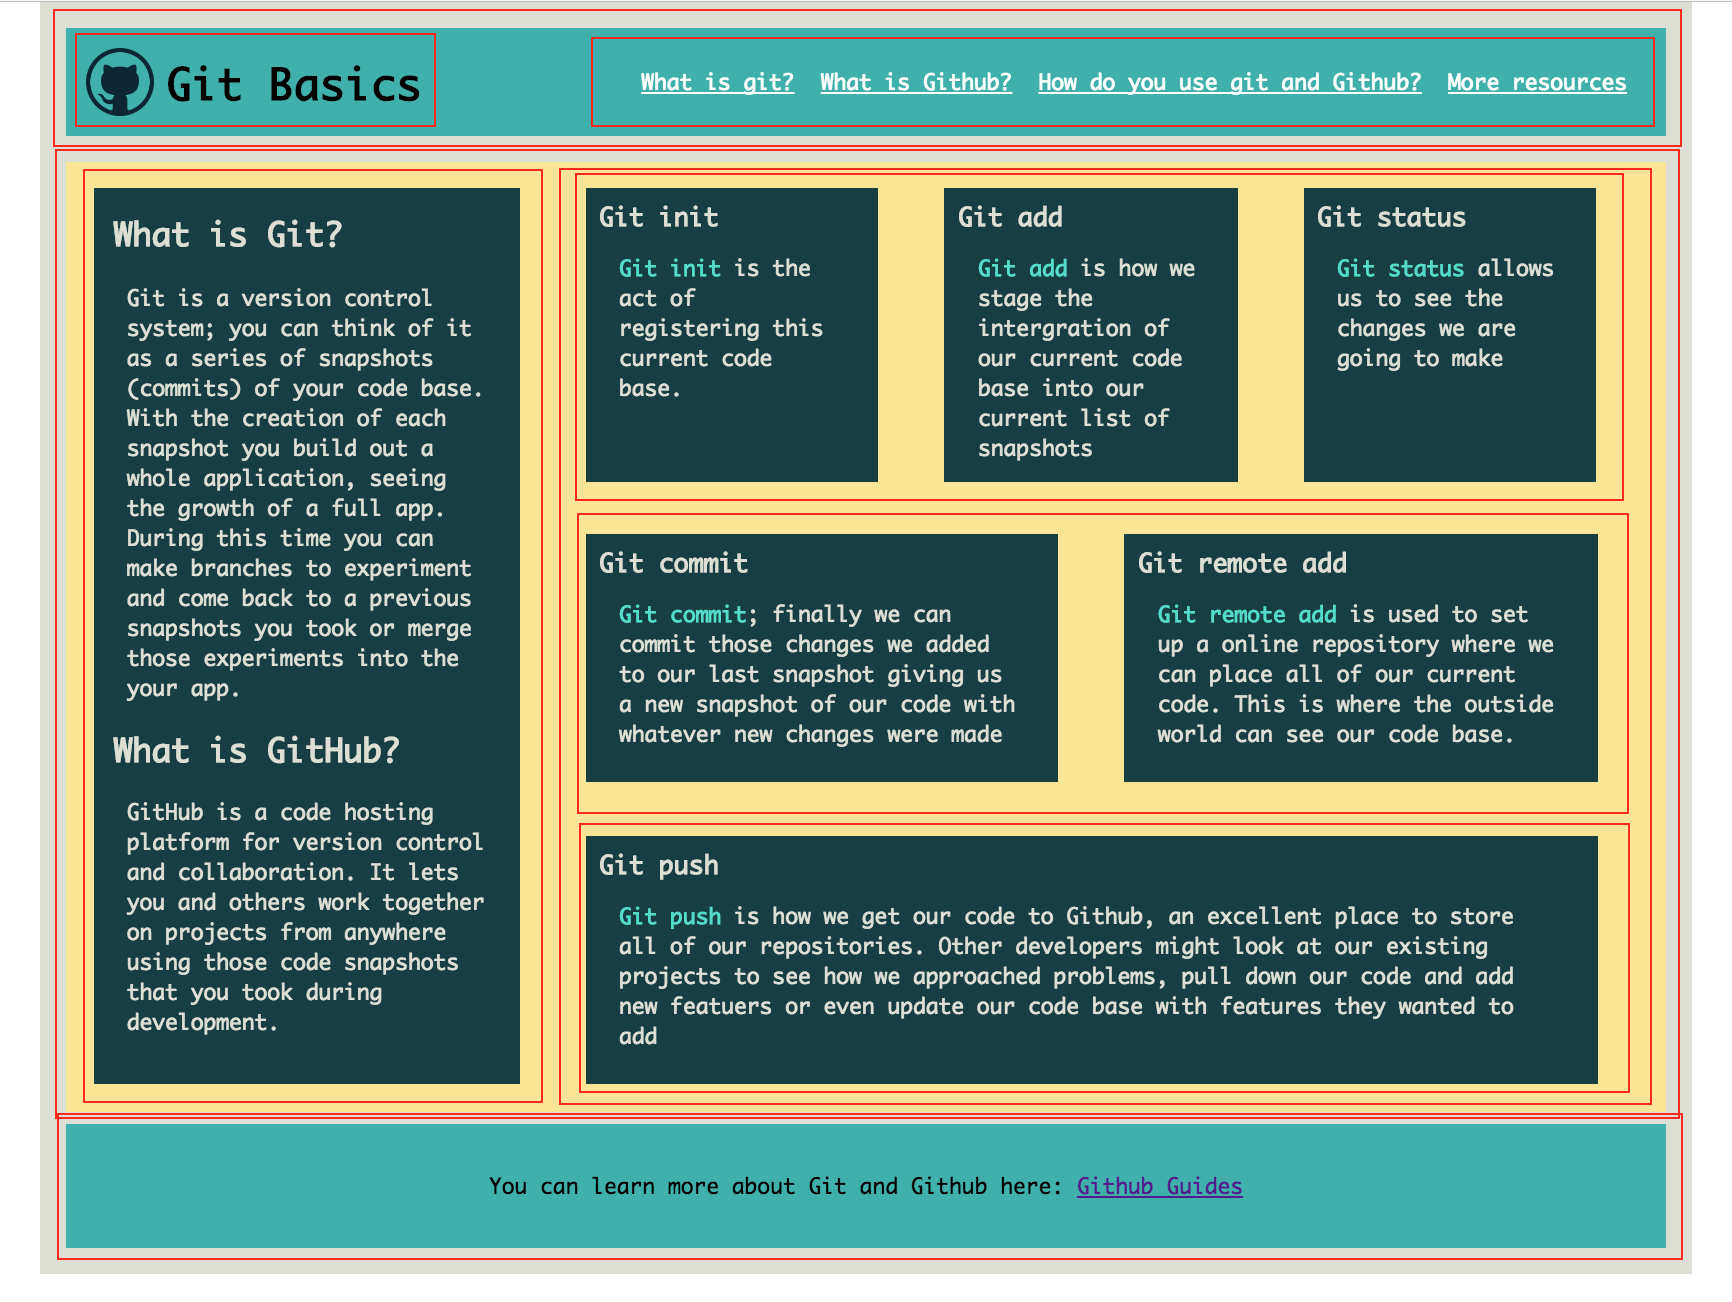 Git Basics
What is git? What is Github? How do you use git and Github? More resources
What is Git?
Git is a version control
system; you can think of it
as a series of snapshots
(commits) of your code base.
With the creation of each
snapshot you build out a
whole application, seeing
the growth of a full app.
During this time you can
make branches to experiment
and come back to a previous
snapshots you took or merge
those experiments into the
your app.
What is GitHub?
GitHub is a code hosting
platform for version control
and collaboration. It lets
you and others work together
on projects from anywhere
using those code snapshots
that you took during
development.
Git init
Git init is the
act of
registering this
current code
base.
Git add
Git add is how we
stage the
intergration of
our current code
base into our
current list of
snapshots
Git status
Git status allows
us to see the
changes we are
going to make
Git commit
Git commit; finally we can
commit those changes we added
to our last snapshot giving us
a new snapshot of our code with
whatever new changes were made
Git remote add
Git remote add is used to set
up a online repository where we
can place all of our current
code. This is where the outside
world can see our code base.
Git push
Git push is how we get our code to Github, an excellent place to store
all of our repositories. Other developers might look at our existing
projects to see how we approached problems, pull down our code and add
new featuers or even update our code base with features they wanted to
add
You can learn more about Git and Github here: Github Guides